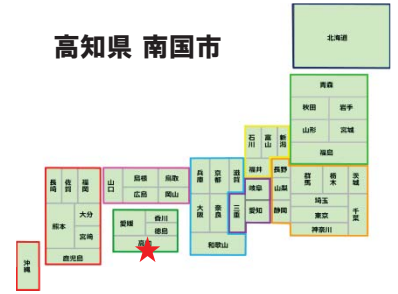 高知県 南国市
北海道
青森
秋田
岩手
山形
宮城
福島
石川
富山
新潟
福井
長野
岐阜
山梨
愛知
静岡
群馬
栃木
茨城
埼玉
東京
千葉
神奈川
兵庫
京都
滋賀
大阪
奈良
三重
和歌山
山口
島根
鳥取
広島
岡山
愛媛
香川
徳島
高知
長崎
佐賀
福岡
熊本
大分
宮崎
鹿児島
沖縄